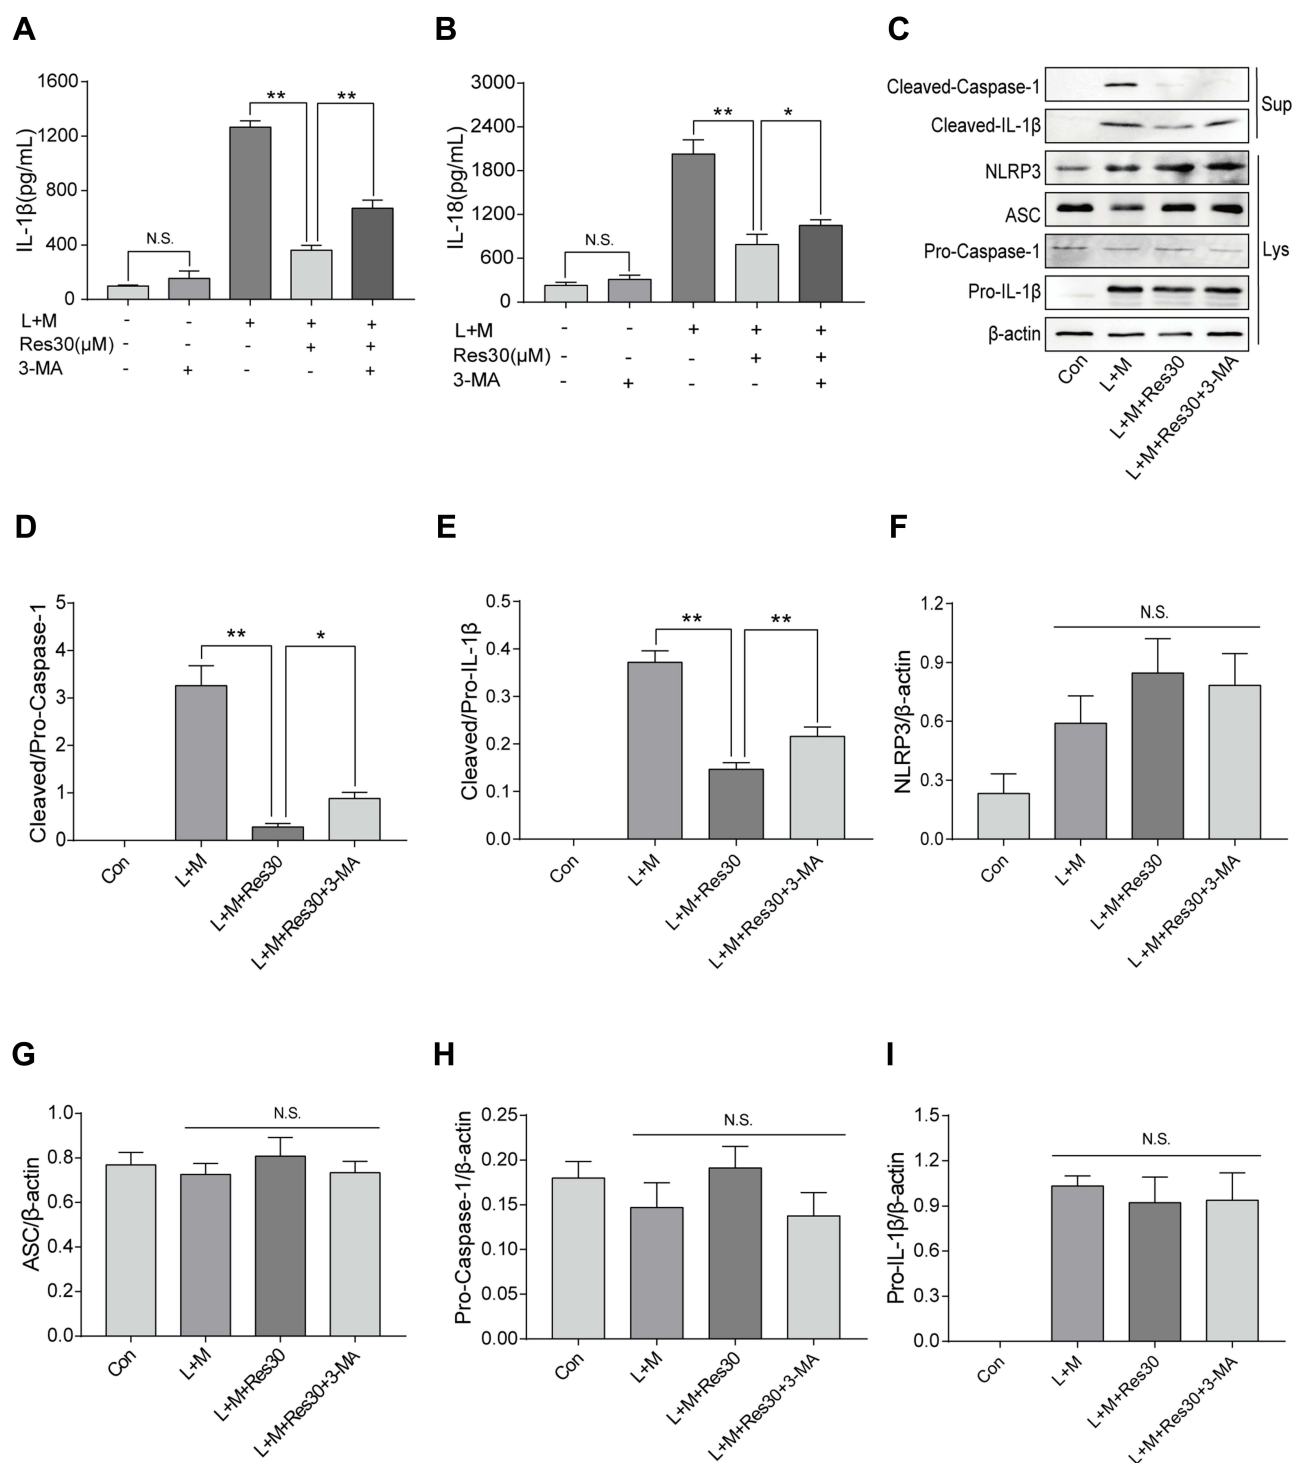 A
1600
1200
800
400
0
IL-1β(pg/mL)
N.S.
** **
L+M - - + + +
Res30(μM) - - - + +
3-MA - + - - +
B
3000
2400
1800
1200
600
0
IL-18(pg/mL)
N.S.
** *
L+M - - + + +
Res30(μM) - - - + +
3-MA - + - - +
C
Cleaved-Caspase-1
Cleaved-IL-1β
Sup
NLRP3
ASC
Pro-Caspase-1
Pro-IL-1β
β-actin
Lys
Con
L+M
L+M+Res30
L+M+Res30+3-MA
D
5
4
3
2
1
0
Cleaved/Pro-Caspase-1
** *
Con
L+M
L+M+Res30
L+M+Res30+3-MA
E
0.5
0.4
0.3
0.2
0.1
0.0
Cleaved/Pro-IL-1β
** **
Con
L+M
L+M+Res30
L+M+Res30+3-MA
F
1.2
0.9
0.6
0.3
0.0
NLRP3/β-actin
N.S.
Con
L+M
L+M+Res30
L+M+Res30+3-MA
G
1.0
0.8
0.6
0.4
0.2
0.0
ASC/β-actin
N.S.
Con
L+M
L+M+Res30
L+M+Res30+3-MA
H
0.25
0.20
0.15
0.10
0.05
0.00
Pro-Caspase-1/β-actin
N.S.
Con
L+M
L+M+Res30
L+M+Res30+3-MA
I
1.5
1.2
0.9
0.6
0.3
0.0
Pro-IL-1β/β-actin
N.S.
Con
L+M
L+M+Res30
L+M+Res30+3-MA